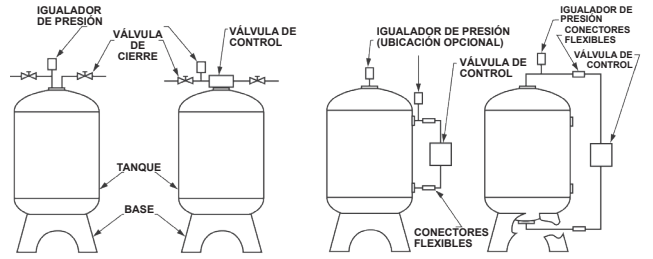 IGUALADOR
DE PRESIÓN
VÁLVULA
DE
CIERRE
VÁLVULA DE
CONTROL
TANQUE
BASE
IGUALADOR DE PRESIÓN
(UBICACIÓN OPCIONAL)
VÁLVULA DE
CONTROL
CONECTORES
FLEXIBLES
IGUALADOR DE
PRESIÓN
CONECTORES
FLEXIBLES
VÁLVULA DE
CONTROL